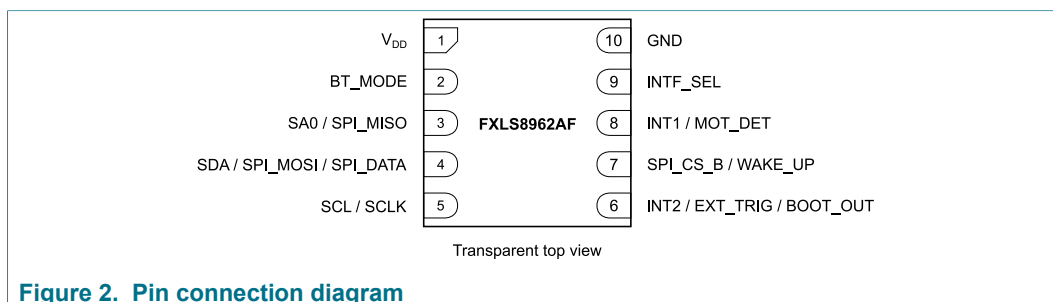 V_DD 1 10 GND
BT_MODE 2 9 INTF_SEL
SA0 / SPI_MISO 3 FXLS8962AF 8 INT1 / MOT_DET
SDA / SPI_MOSI / SPI_DATA 4 7 SPI_CS_B / WAKE_UP
SCL / SCLK 5 6 INT2 / EXT_TRIG / BOOT_OUT
Transparent top view
Figure 2. Pin connection diagram